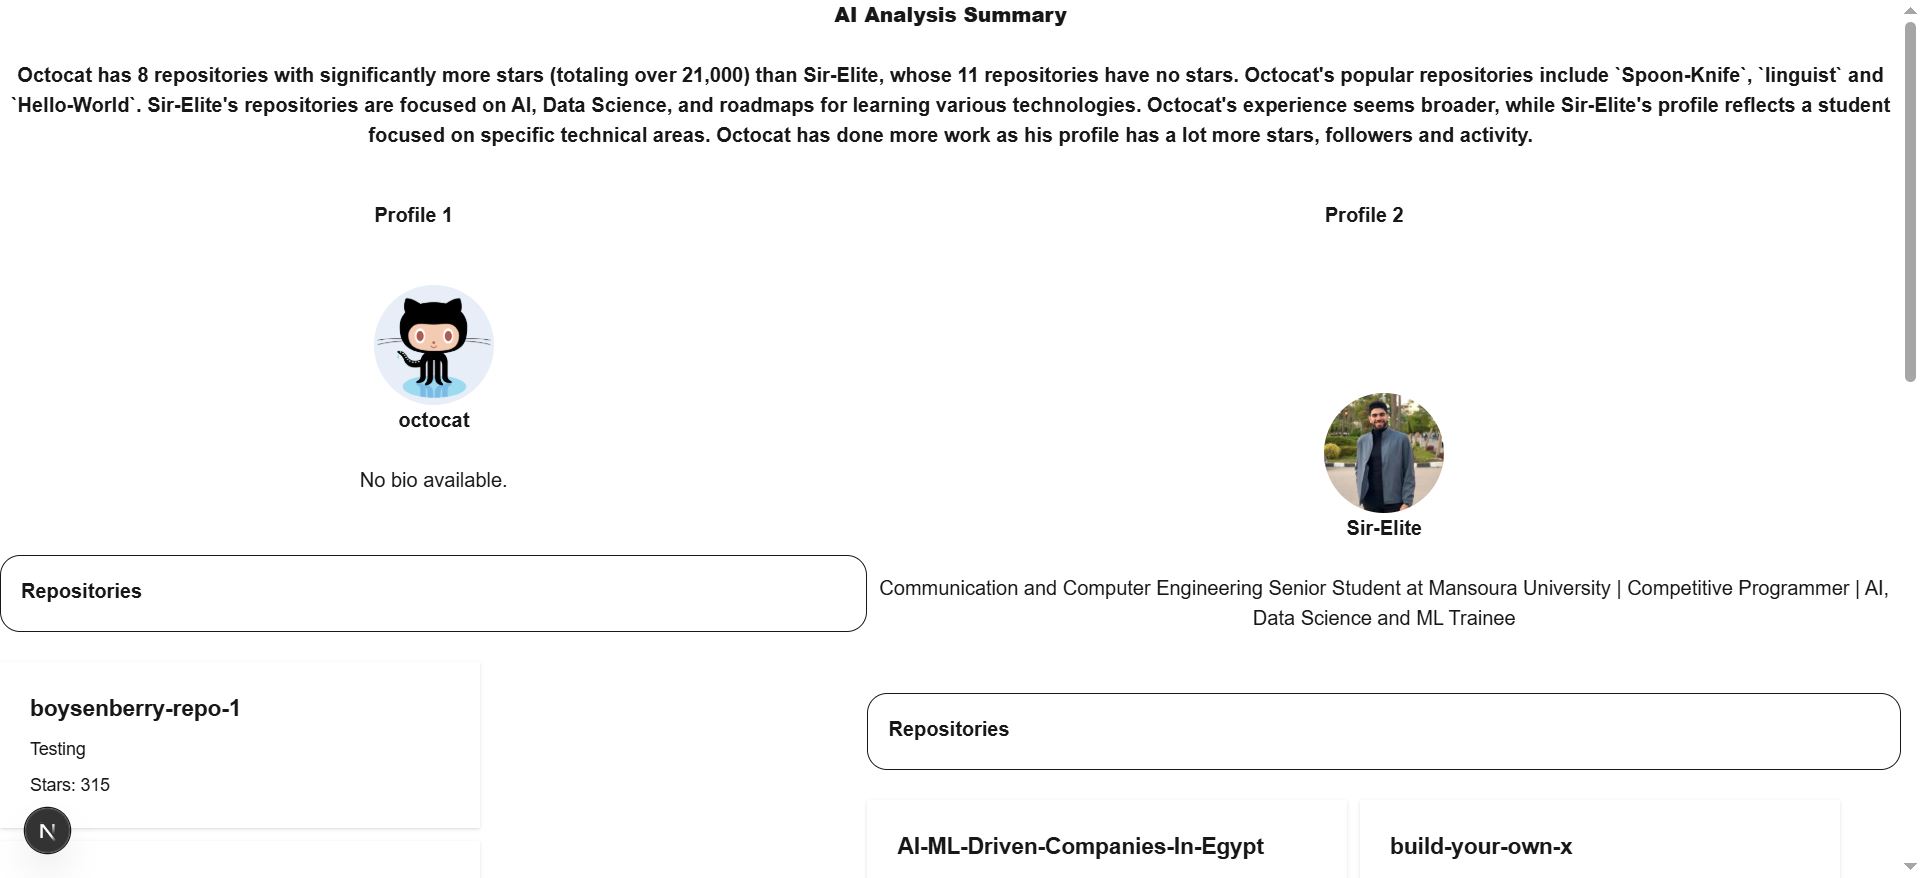 AI Analysis Summary
Octocat has 8 repositories with significantly more stars (totaling over 21,000) than Sir-Elite, whose 11 repositories have no stars. Octocat's popular repositories include `Spoon-Knife`, `linguist` and
`Hello-World`. Sir-Elite's repositories are focused on AI, Data Science, and roadmaps for learning various technologies. Octocat's experience seems broader, while Sir-Elite's profile reflects a student
focused on specific technical areas. Octocat has done more work as his profile has a lot more stars, followers and activity.
Profile 1
octocat
No bio available.
Repositories
boysenberry-repo-1
Testing
Stars: 315
N
Profile 2
Sir-Elite
Communication and Computer Engineering Senior Student at Mansoura University | Competitive Programmer | AI,
Data Science and ML Trainee
Repositories
AI-ML-Driven-Companies-In-Egypt
build-your-own-x